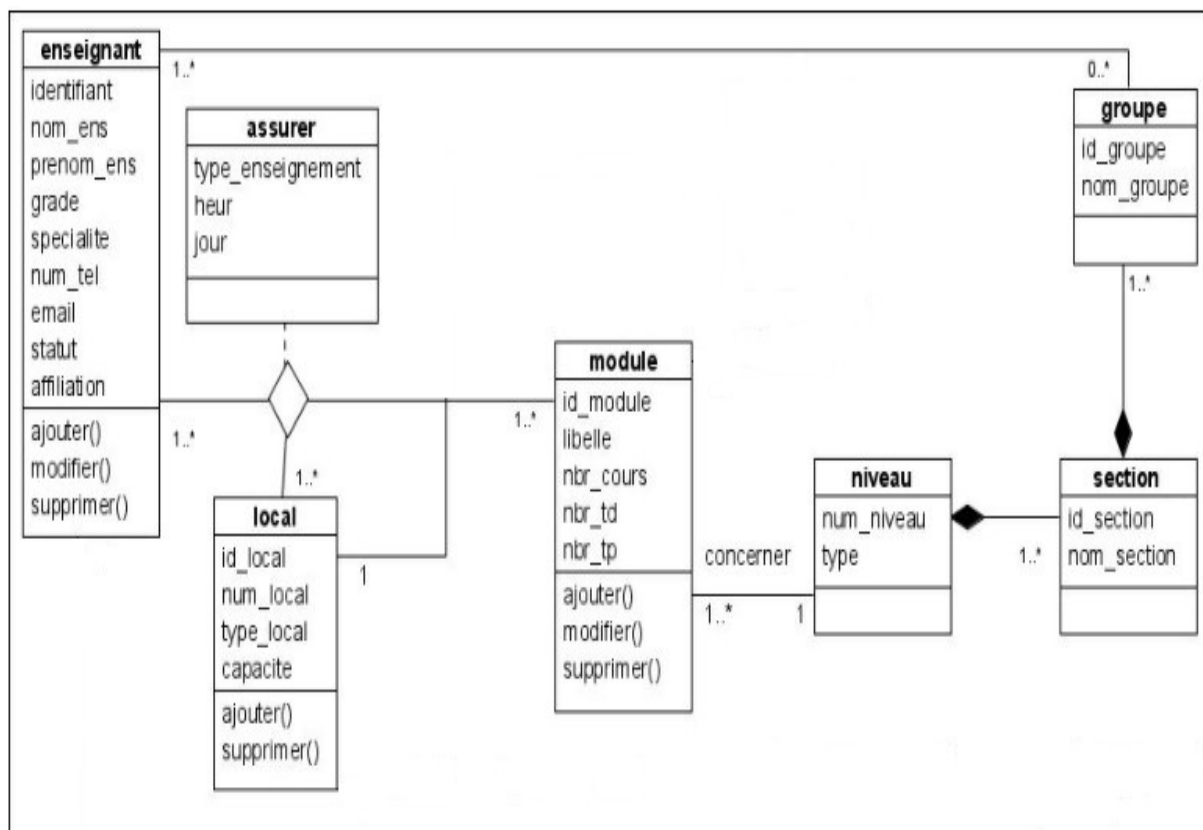 enseignant
identifiant
nom_ens
prenom_ens
grade
specialite
num_tel
email
statut
affiliation
ajouter()
modifier()
supprimer()
1..*
0..*
groupe
id_groupe
nom_groupe
1..*
assurer
type_enseignement
heur
jour
1..*
1..*
1..*
local
id_local
num_local
type_local
capacite
ajouter()
supprimer()
1
module
id_module
libelle
nbr_cours
nbr_td
nbr_tp
ajouter()
modifier()
supprimer()
concerner
1..*
1
niveau
num_niveau
type
1..*
section
id_section
nom_section